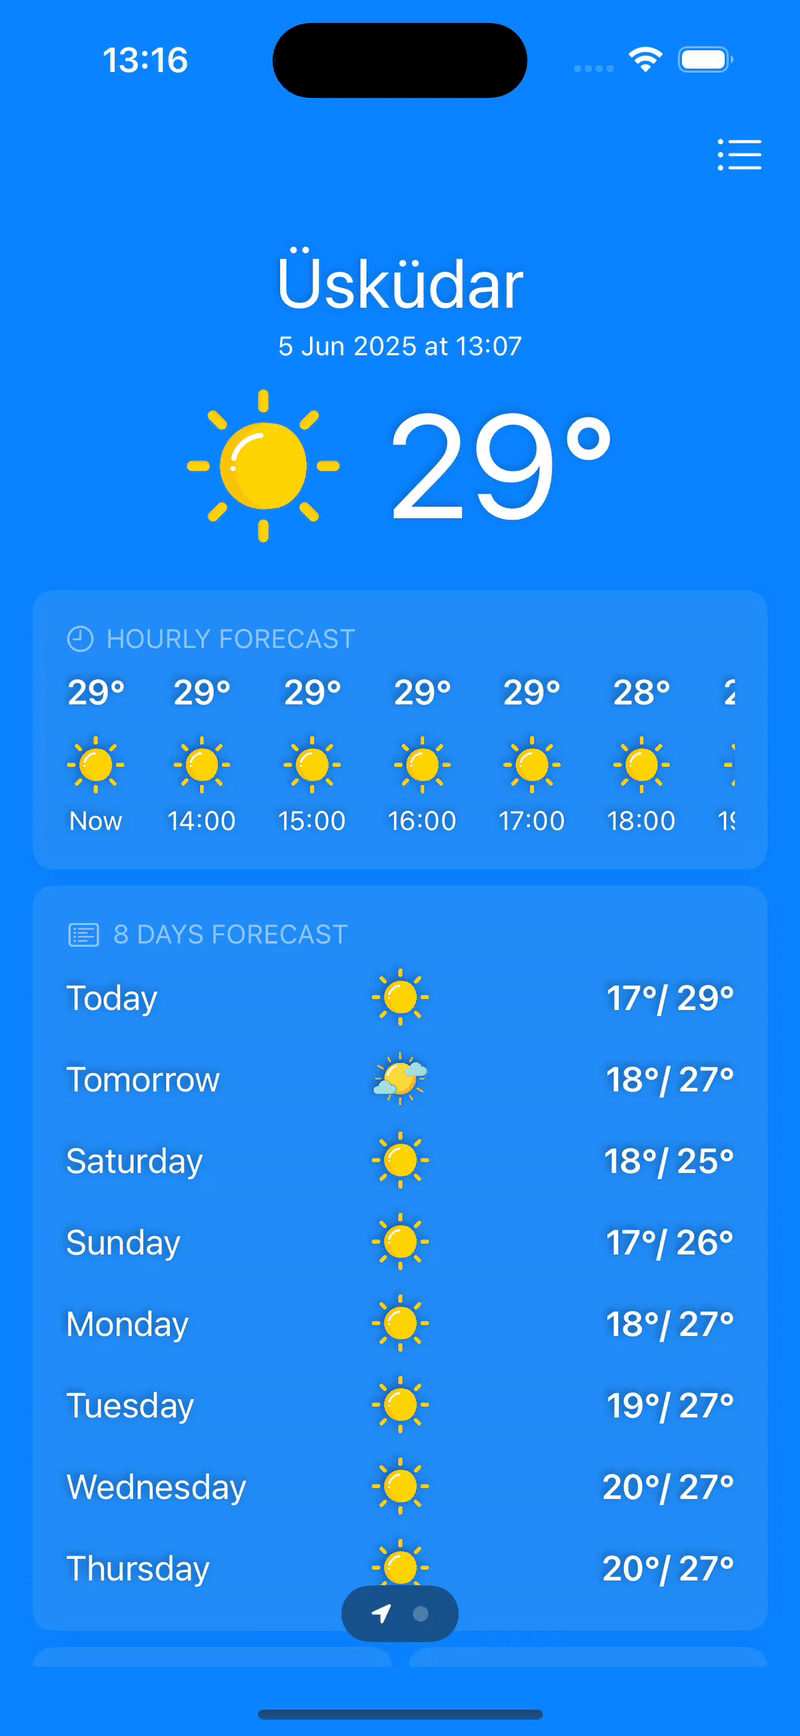 13:16
Üsküdar
5 Jun 2025 at 13:07
29°
HOURLY FORECAST
29° 29° 29° 29° 29° 28°
Now 14:00 15:00 16:00 17:00 18:00
8 DAYS FORECAST
Today 17°/ 29°
Tomorrow 18°/ 27°
Saturday 18°/ 25°
Sunday 17°/ 26°
Monday 18°/ 27°
Tuesday 19°/ 27°
Wednesday 20°/ 27°
Thursday 20°/ 27°